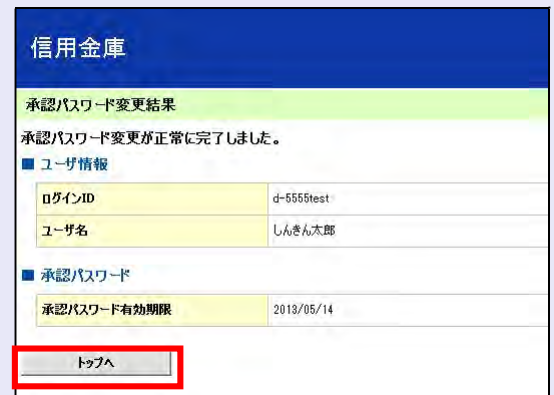 信用金庫
承認パスワード変更結果
承認パスワード変更が正常に完了しました。
ユーザ情報
ログインID d-5555test
ユーザ名 しんきん太郎
承認パスワード
承認パスワード有効期限 2013/05/14
トップへ